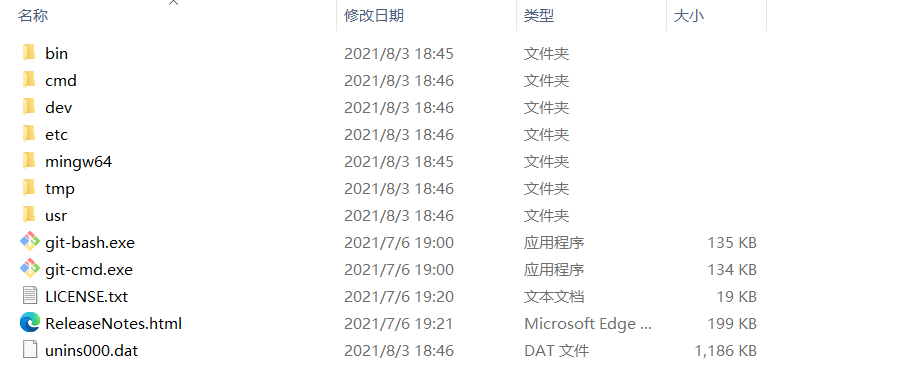 名称 修改日期 类型 大小
bin 2021/8/3 18:45 文件夹
cmd 2021/8/3 18:46 文件夹
dev 2021/8/3 18:46 文件夹
etc 2021/8/3 18:46 文件夹
mingw64 2021/8/3 18:45 文件夹
tmp 2021/8/3 18:46 文件夹
usr 2021/8/3 18:46 文件夹
git-bash.exe 2021/7/6 19:00 应用程序 135 KB
git-cmd.exe 2021/7/6 19:00 应用程序 134 KB
LICENSE.txt 2021/7/6 19:20 文本文档 19 KB
ReleaseNotes.html 2021/7/6 19:21 Microsoft Edge ... 199 KB
unins000.dat 2021/8/3 18:46 DAT 文件 1,186 KB